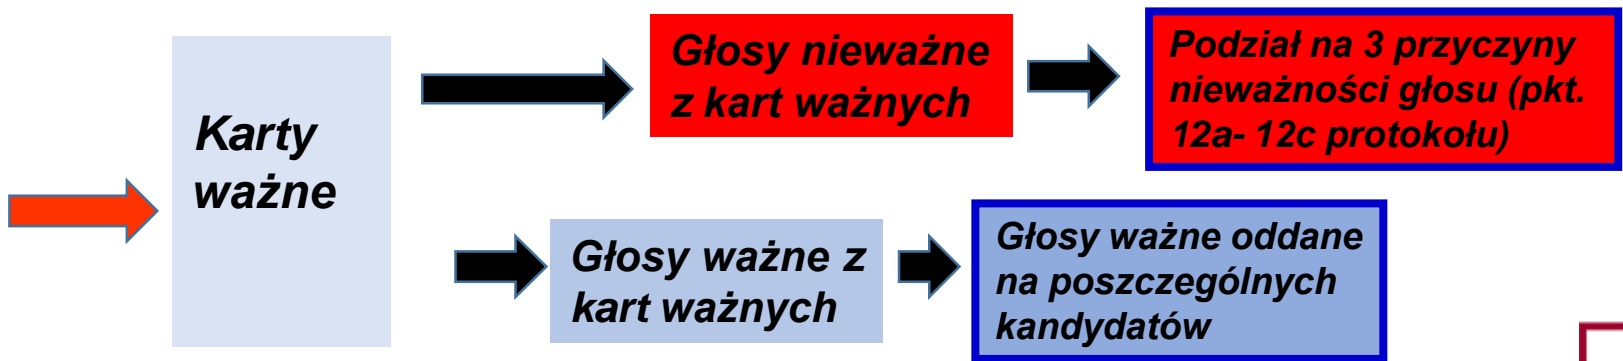 Karty
ważne
Głosy nieważne
z kart ważnych
Podział na 3 przyczyny
nieważności głosu (pkt.
12a- 12c protokołu)
Głosy ważne z
kart ważnych
Głosy ważne oddane
na poszczególnych
kandydatów